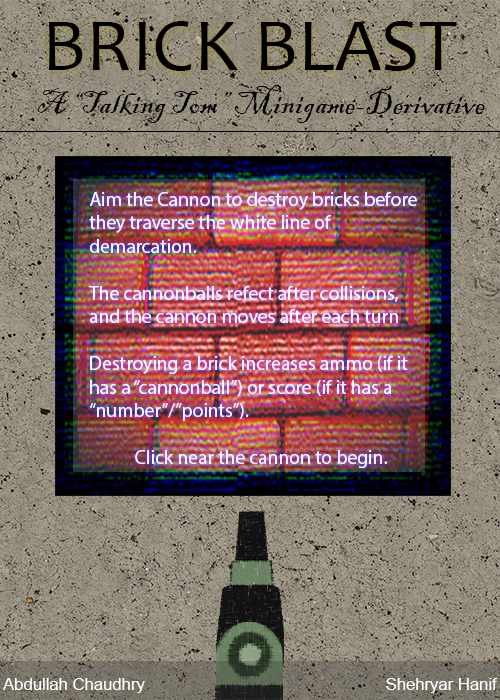 BRICK BLAST
A "Talking Tom" Minigame-Derivative
Aim the Cannon to destroy bricks before
they traverse the white line of
demarcation.
The cannonballs refect after collisions,
and the cannon moves after each turn
Destroying a brick increases ammo (if it
has a “cannonball”) or score (if it has a
“number”/”points”).
Click near the cannon to begin.
Abdullah Chaudhry
Shehryar Hanif